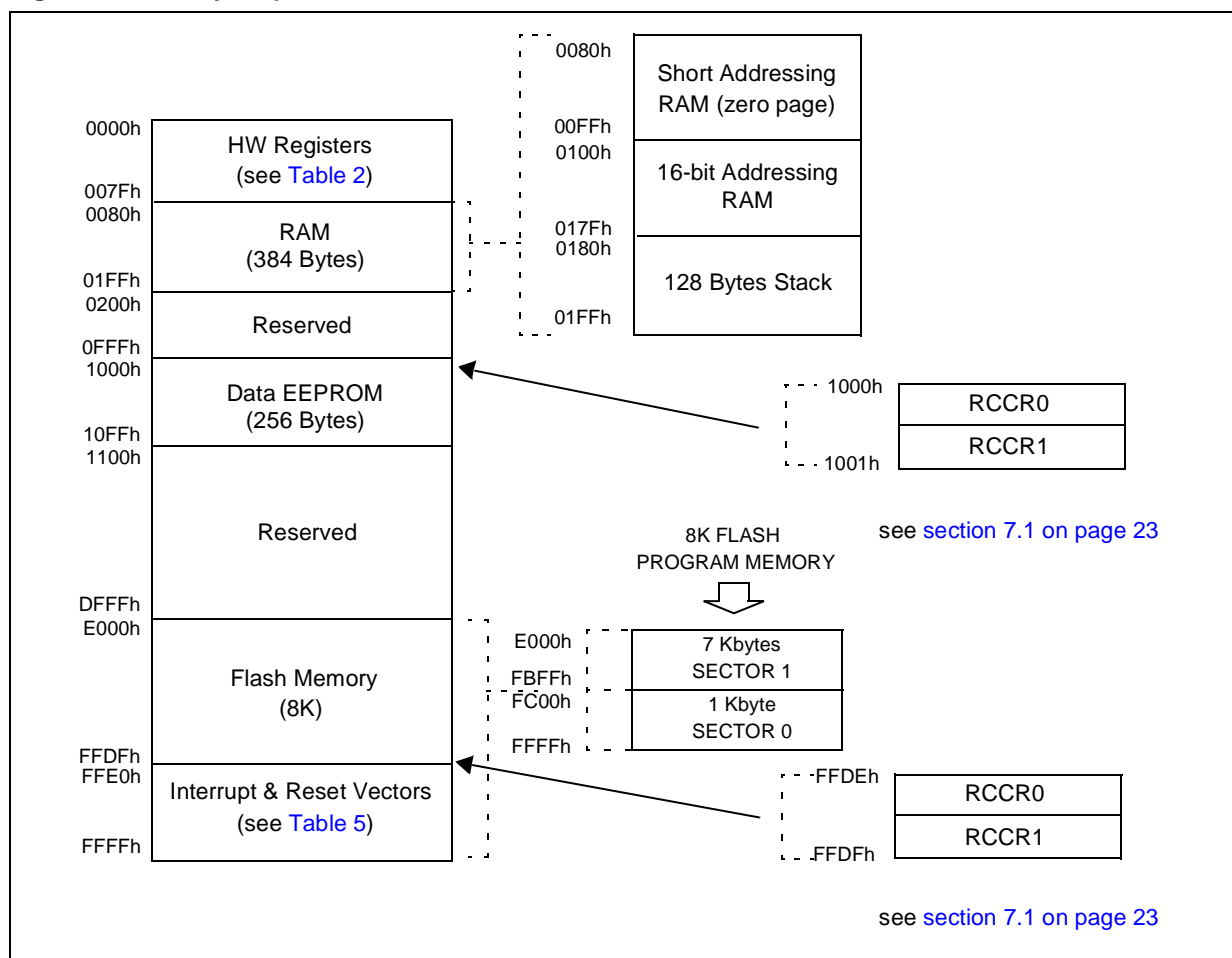 0000h
HW Registers
(see Table 2)
007Fh
0080h
RAM
(384 Bytes)
01FFh
0200h
Reserved
0FFFh
1000h
Data EEPROM
(256 Bytes)
10FFh
1100h
Reserved
DFFFh
E000h
Flash Memory
(8K)
FFDFh
FFE0h
Interrupt & Reset Vectors
(see Table 5)
FFFFh
0080h
Short Addressing
RAM (zero page)
00FFh
0100h
16-bit Addressing
RAM
017Fh
0180h
128 Bytes Stack
01FFh
1000h
RCCR0
RCCR1
1001h
see section 7.1 on page 23
8K FLASH
PROGRAM MEMORY
E000h
7 Kbytes
SECTOR 1
FBFFh
FC00h
1 Kbyte
SECTOR 0
FFFFh
FFDEh
RCCR0
RCCR1
FFDFh
see section 7.1 on page 23